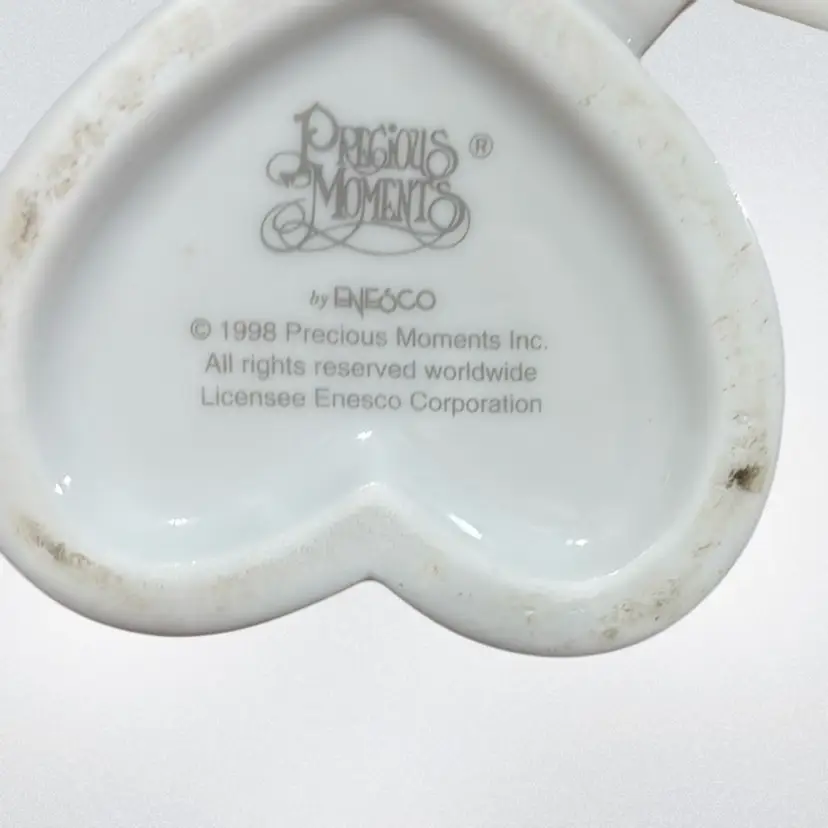 PRECIOUS ®
MOMENTS
by ENESCO
© 1998 Precious Moments Inc.
All rights reserved worldwide
Licensee Enesco Corporation